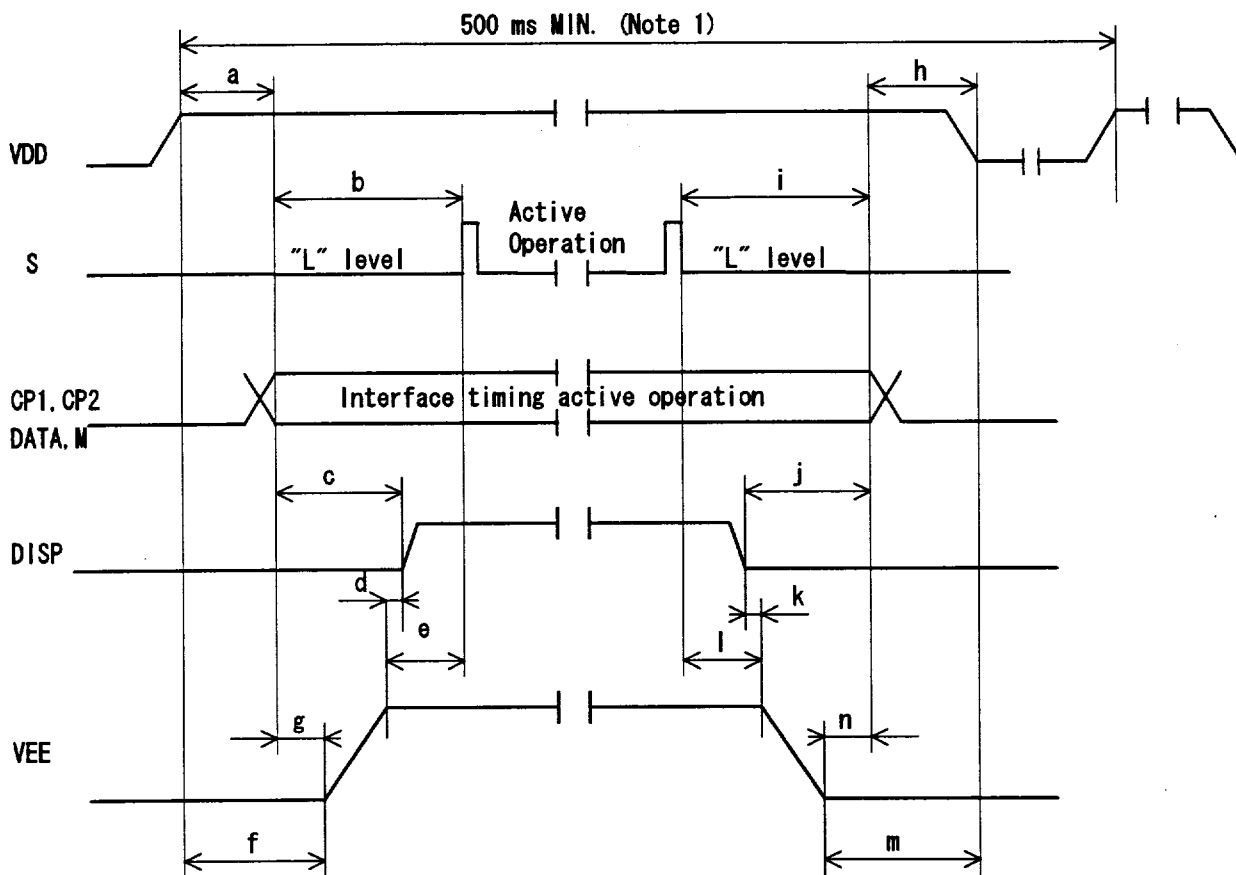 500 ms MIN. (Note 1)
a
h
VDD
b
i
Active
Operation
S
"L" level
"L" level
CP1, CP2
DATA, M
Interface timing active operation
c
j
DISP
d
k
e
l
g
n
VEE
f
m